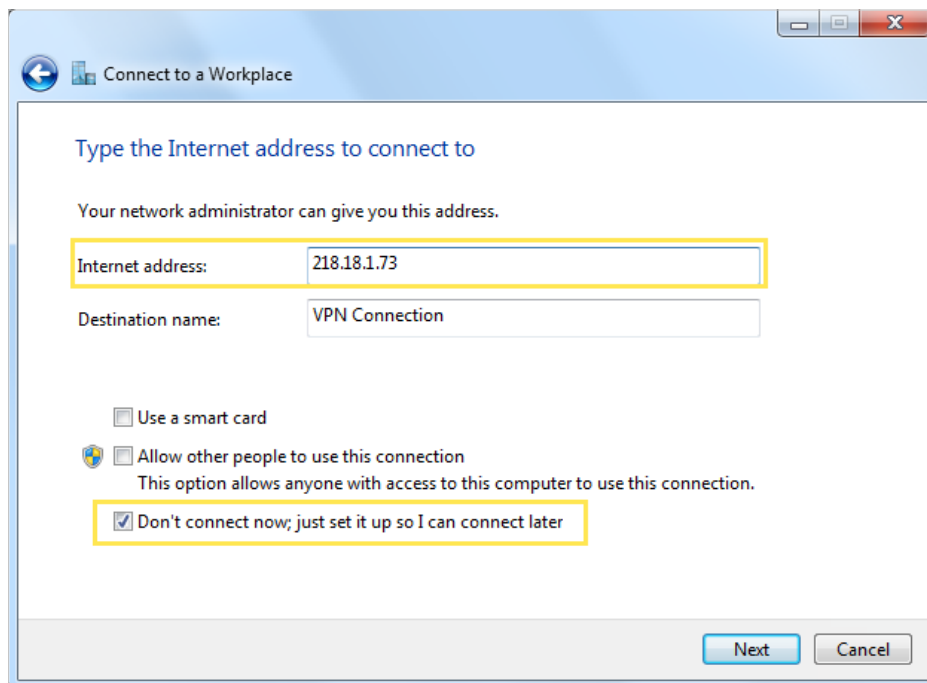 Connect to a Workplace
Type the Internet address to connect to
Your network administrator can give you this address.
Internet address: 218.18.1.73
Destination name: VPN Connection
Use a smart card
Allow other people to use this connection
This option allows anyone with access to this computer to use this connection.
Don't connect now; just set it up so I can connect later
Next Cancel